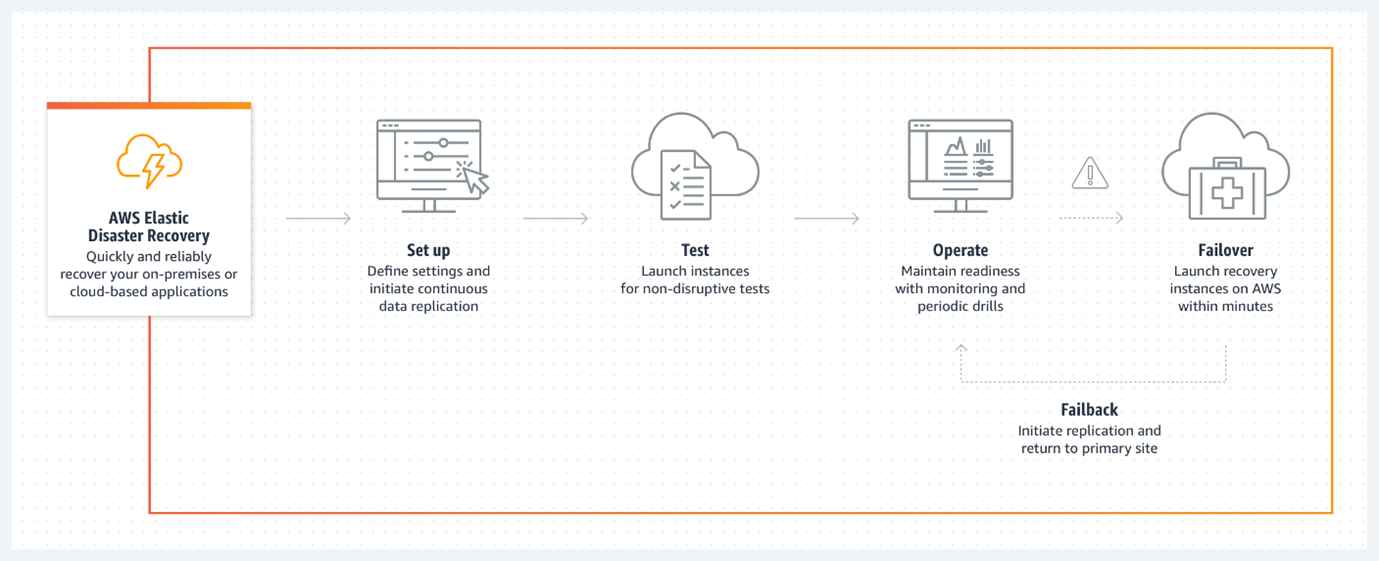 AWS Elastic
Disaster Recovery
Quickly and reliably
recover your on-premises or
cloud-based applications
Set up
Define settings and
initiate continuous
data replication
Test
Launch instances
for non-disruptive tests
Operate
Maintain readiness
with monitoring and
periodic drills
Failover
Launch recovery
instances on AWS
within minutes
Failback
Initiate replication and
return to primary site